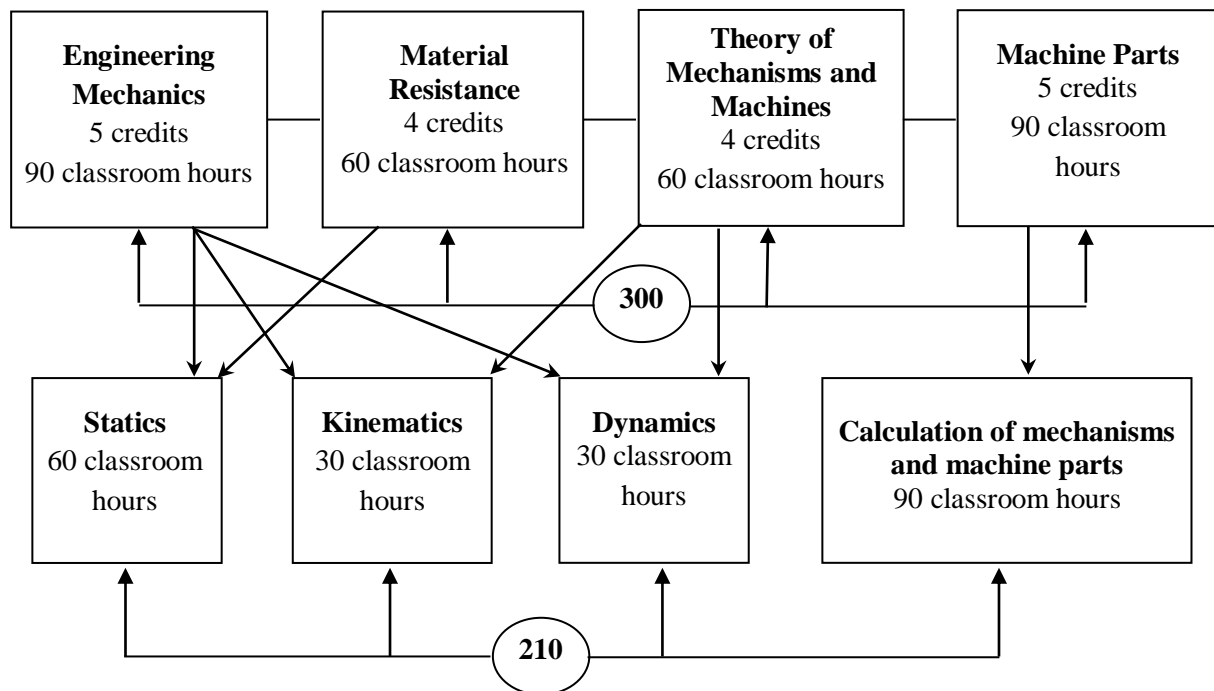 Engineering
Mechanics
5 credits
90 classroom hours
Material
Resistance
4 credits
60 classroom hours
Theory of
Mechanisms and
Machines
4 credits
60 classroom hours
Machine Parts
5 credits
90 classroom
hours
300
Statics
60 classroom
hours
Kinematics
30 classroom
hours
Dynamics
30 classroom
hours
Calculation of mechanisms
and machine parts
90 classroom hours
210